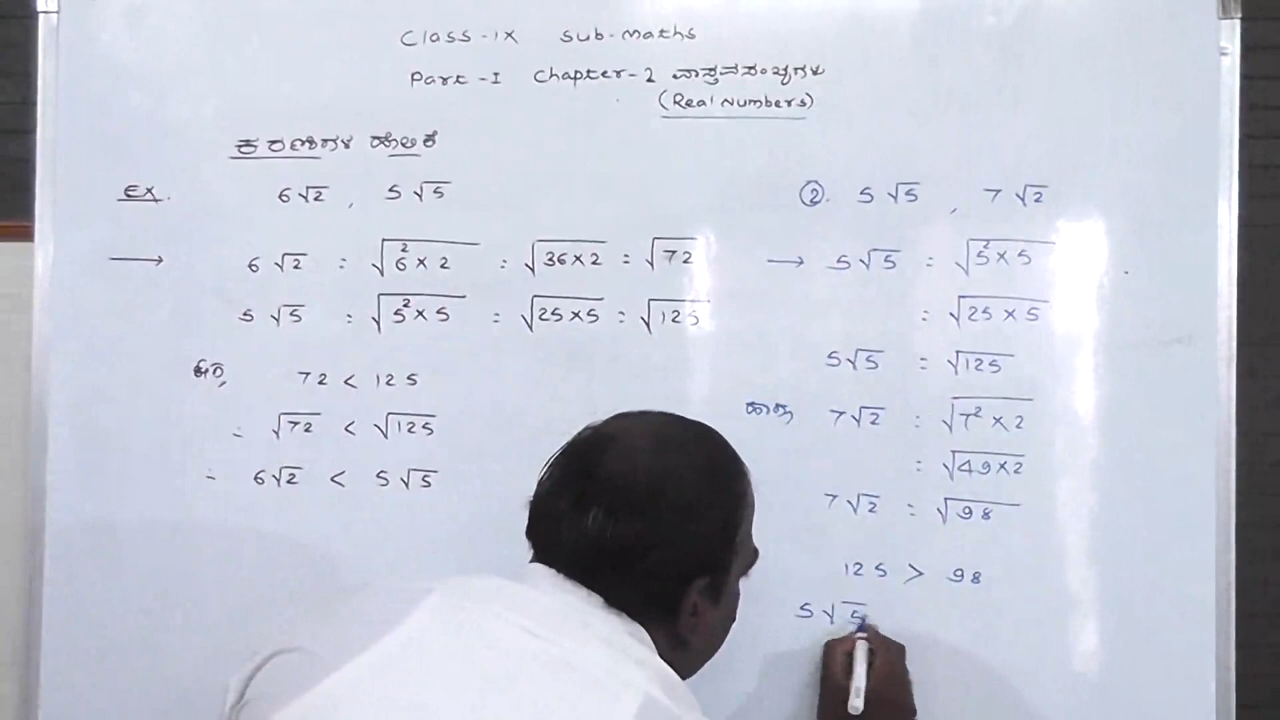 Class-IX Sub-Maths
Part-I Chapter-2 ವಾಸ್ತವಸಂಖ್ಯೆಗಳು
(Real Numbers)
ಕರಣಿಗಳ ಹೋಲಿಕೆ
EX. 6√2 , 5√5
→ 6√2 = √(6² × 2) = √(36×2) = √72
5√5 = √(5² × 5) = √(25×5) = √125
72 < 125
∴ √72 < √125
∴ 6√2 < 5√5
②. 5√5 , 7√2
→ 5√5 = √(5² × 5)
= √(25 × 5)
5√5 = √125
ಹಾಗೂ 7√2 = √(7² × 2)
= √(49×2)
7√2 = √98
125 > 98
5√5